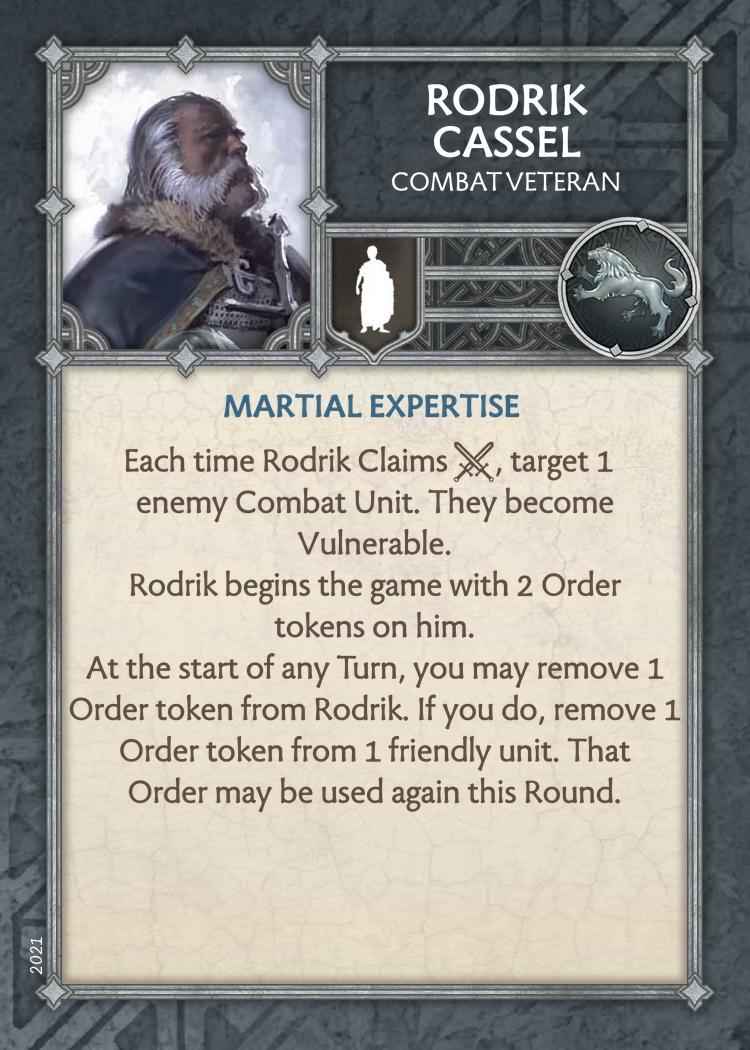 RODRIK
CASSEL
COMBAT VETERAN
MARTIAL EXPERTISE
Each time Rodrik Claims , target 1
enemy Combat Unit. They become
Vulnerable.
Rodrik begins the game with 2 Order
tokens on him.
At the start of any Turn, you may remove 1
Order token from Rodrik. If you do, remove 1
Order token from 1 friendly unit. That
Order may be used again this Round.
2021